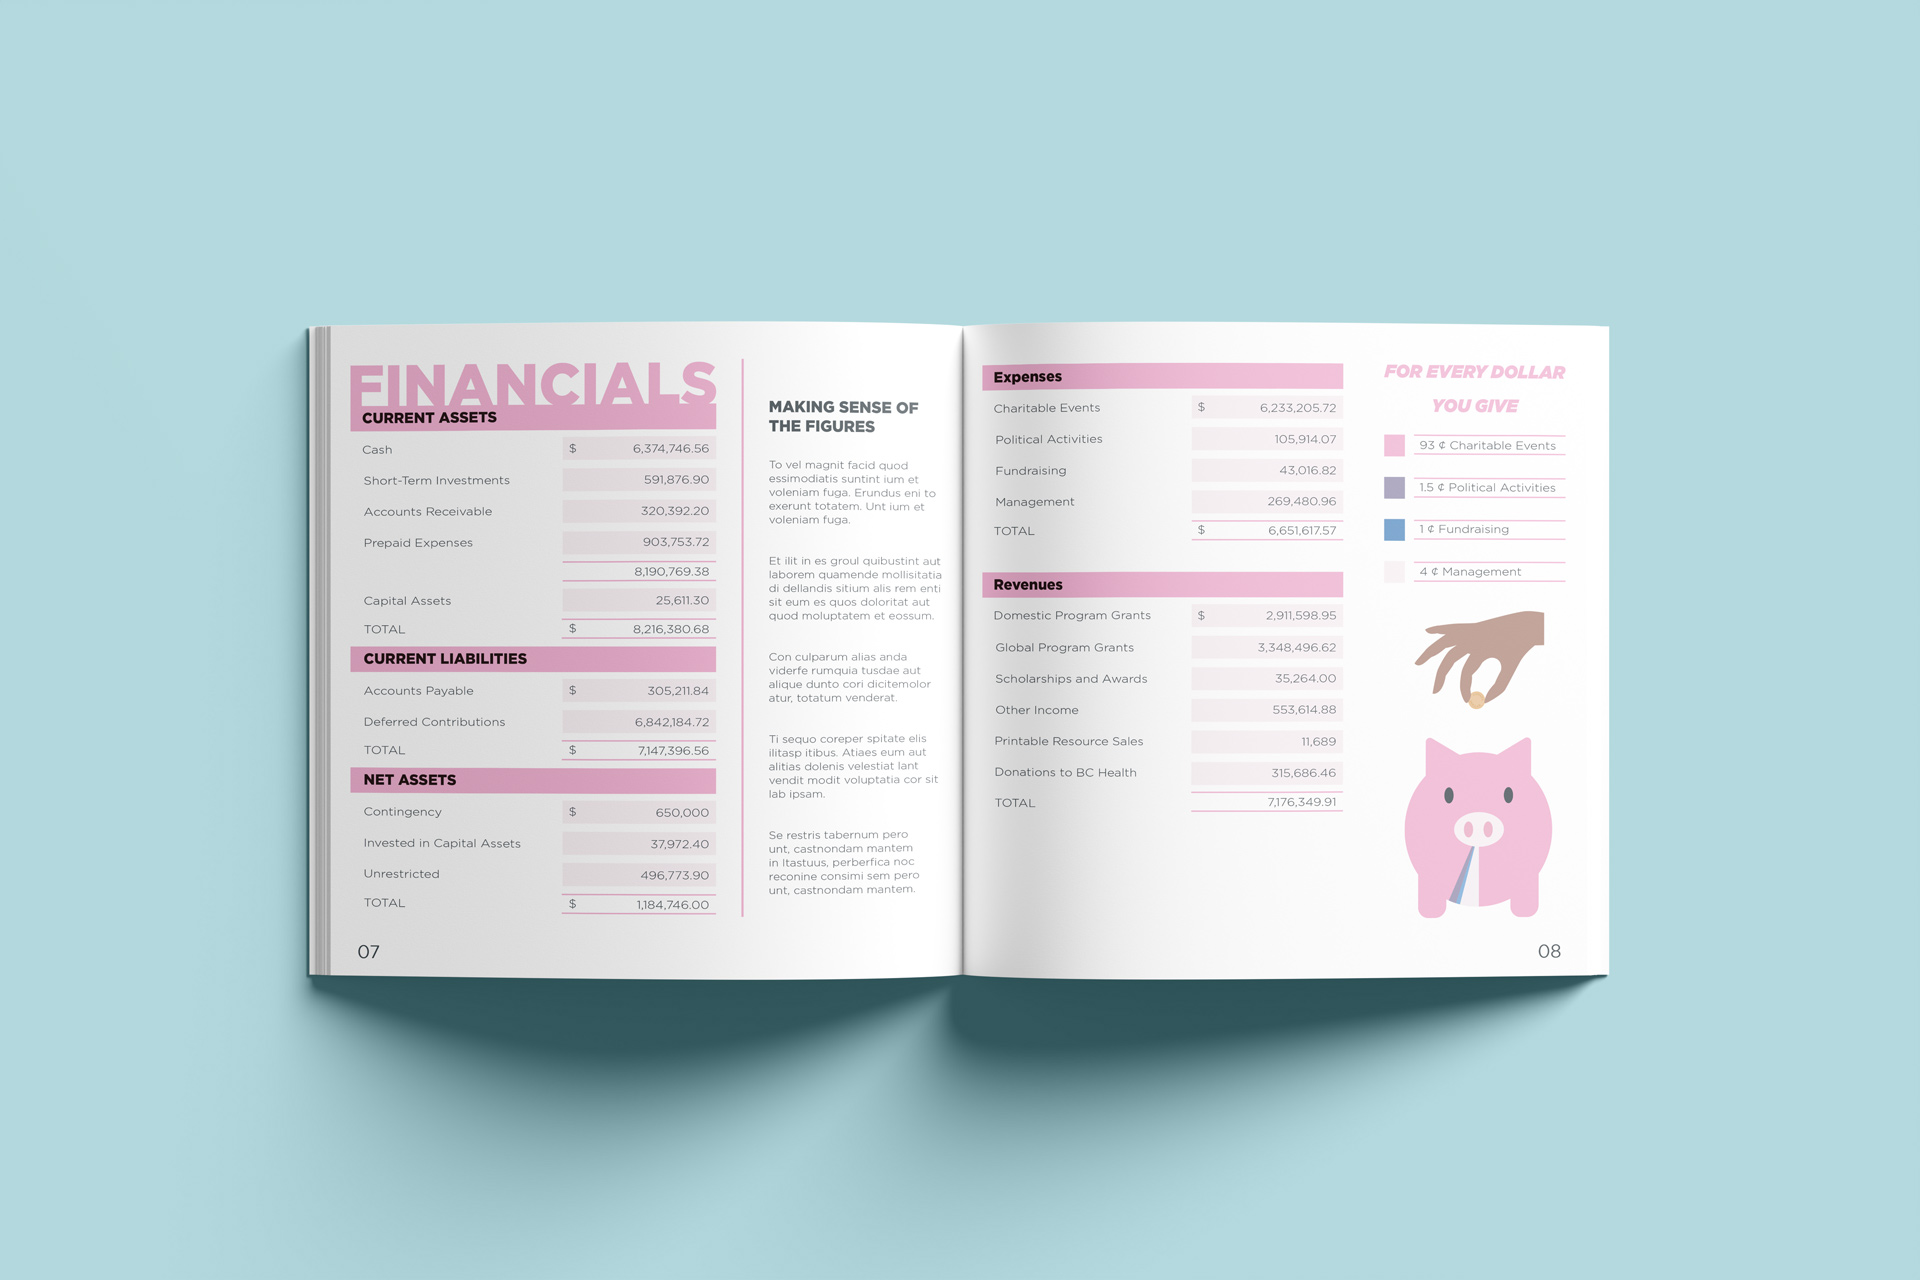 FINANCIALS
CURRENT ASSETS
Cash $ 6,374,746.56
Short-Term Investments 591,876.90
Accounts Receivable 320,392.20
Prepaid Expenses 903,753.72
8,190,769.38
Capital Assets 25,611.30
TOTAL $ 8,216,380.68
CURRENT LIABILITIES
Accounts Payable $ 305,211.84
Deferred Contributions 6,842,184.72
TOTAL $ 7,147,396.56
NET ASSETS
Contingency $ 650,000
Invested in Capital Assets 37,972.40
Unrestricted 496,773.90
TOTAL $ 1,184,746.00
07
MAKING SENSE OF
THE FIGURES
To vel magnit facid quod
essimodiatis suntint ium et
voleniam fuga. Erundus eni to
exerunt totatem. Unt ium et
voleniam fuga.
Et ilit in es groul quibustint aut
laborem quamende mollisitatia
di dellandis sitium alis rem enti
sit eum es quos doloritat aut
quod moluptatem et eossum.
Con culparum alias anda
viderfe rumquia tusdae aut
alique dunto cori dicitemolor
atur, totatum venderat.
Ti sequo coreper spitate elis
ilitasp itibus. Atiaes eum aut
alitias dolenis velestiat lant
vendit modit voluptatia cor sit
lab ipsam.
Se restris tabernum pero
unt, castnondam mantem
in Itastuus, perberfica noc
reconine consimi sem pero
unt, castnondam mantem.
Expenses
Charitable Events $ 6,233,205.72
Political Activities 105,914.07
Fundraising 43,016.82
Management 269,480.96
TOTAL $ 6,651,617.57
Revenues
Domestic Program Grants $ 2,911,598.95
Global Program Grants 3,348,496.62
Scholarships and Awards 35,264.00
Other Income 553,614.88
Printable Resource Sales 11,689
Donations to BC Health 315,686.46
TOTAL 7,176,349.91
FOR EVERY DOLLAR
YOU GIVE
93 ¢ Charitable Events
1.5 ¢ Political Activities
1 ¢ Fundraising
4 ¢ Management
08